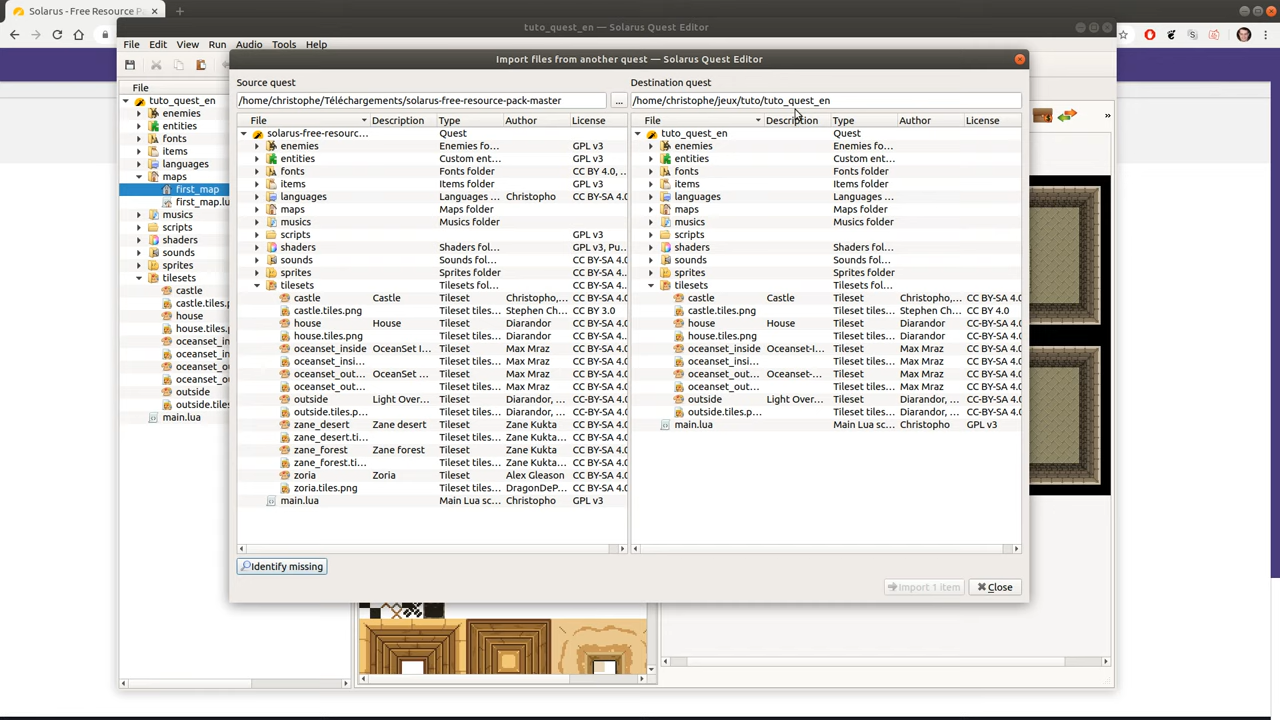 Solarus - Free Resource Pa
tuto_quest_en — Solarus Quest Editor
File Edit View Run Audio Tools Help
Import files from another quest — Solarus Quest Editor
File
tuto_quest_en
enemies
entities
fonts
items
languages
maps
first_map
first_map.lu
musics
scripts
shaders
sounds
sprites
tilesets
castle
castle.tiles.p
house
house.tiles.p
oceanset_in
oceanset_in
oceanset_ou
oceanset_ou
outside
outside.tiles
main.lua
Source quest
/home/christophe/Téléchargements/solarus-free-resource-pack-master ...
File Description Type Author License
solarus-free-resourc... Quest
enemies Enemies fo... GPL v3
entities Custom ent... GPL v3
fonts Fonts folder CC BY 4.0, ..
items Items folder GPL v3
languages Languages ... Christopho CC BY-SA 4.0
maps Maps folder
musics Musics folder
scripts GPL v3
shaders Shaders fol... GPL v3, Pu..
sounds Sounds fol... CC BY-SA 4..
sprites Sprites folder CC BY-SA 4..
tilesets Tilesets fol... CC BY-SA 4..
castle Castle Tileset Christopho,... CC BY-SA 4.0
castle.tiles.png Tileset tiles... Stephen Ch... CC BY 3.0
house House Tileset Diarandor CC BY-SA 4.0
house.tiles.png Tileset tiles... Diarandor CC BY-SA 4..
oceanset_inside OceanSet I... Tileset Max Mraz CC BY-SA 4.0
oceanset_insi... Tileset tiles... Max Mraz CC BY-SA 4.0
oceanset_out... OceanSet ... Tileset Max Mraz CC BY-SA 4.0
oceanset_out... Tileset tiles... Max Mraz CC BY-SA 4.0
outside Light Over... Tileset Diarandor, ... CC BY-SA 4.0
outside.tiles.p... Tileset tiles... Diarandor, ... CC BY-SA 4.0
zane_desert Zane desert Tileset Zane Kukta CC BY-SA 4.0
zane_desert.ti... Tileset tiles... Zane Kukta CC BY-SA 4.0
zane_forest Zane forest Tileset Zane Kukta CC BY-SA 4.0
zane_forest.ti... Tileset tiles... Zane Kukta... CC BY-SA 4.0
zoria Zoria Tileset Alex Gleason CC BY-SA 4.0
zoria.tiles.png Tileset tiles... DragonDeP... CC BY-SA 4.0
main.lua Main Lua sc... Christopho GPL v3
Identify missing
Destination quest
/home/christophe/jeux/tuto/tuto_quest_en
File Description Type Author License
tuto_quest_en Quest
enemies Enemies fo...
entities Custom ent...
fonts Fonts folder
items Items folder
languages Languages ...
maps Maps folder
musics Musics folder
scripts
shaders Shaders fol...
sounds Sounds fol...
sprites Sprites folder
tilesets Tilesets fol...
castle Castle Tileset Christopho,... CC BY-SA 4.0
castle.tiles.png Tileset tiles... Stephen Ch... CC BY 4.0
house House Tileset Diarandor CC BY-SA 4.0
house.tiles.png Tileset tiles... Diarandor CC BY-SA 4.0
oceanset_inside Oceanset-I... Tileset Max Mraz CC BY-SA 4.0
oceanset_insi... Tileset tiles... Max Mraz CC BY-SA 4.0
oceanset_out... Oceanset-... Tileset Max Mraz CC BY-SA 4.0
oceanset_out... Tileset tiles... Max Mraz CC BY-SA 4.0
outside Light Over... Tileset Diarandor, ... CC BY-SA 4.0
outside.tiles.p... Tileset tiles... Diarandor, ... CC BY-SA 4.0
main.lua Main Lua sc... Christopho GPL v3
Import 1 item Close